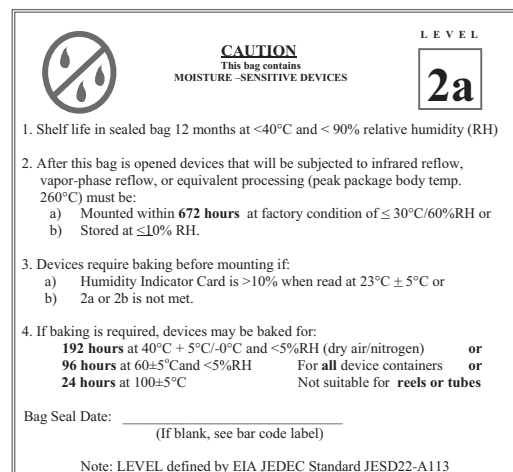 LEVEL
CAUTION
This bag contains
MOISTURE –SENSITIVE DEVICES
2a
1. Shelf life in sealed bag 12 months at <40°C and < 90% relative humidity (RH)
2. After this bag is opened devices that will be subjected to infrared reflow,
vapor-phase reflow, or equivalent processing (peak package body temp.
260°C) must be:
a) Mounted within 672 hours at factory condition of ≤ 30°C/60%RH or
b) Stored at ≤10% RH.
3. Devices require baking before mounting if:
a) Humidity Indicator Card is >10% when read at 23°C ± 5°C or
b) 2a or 2b is not met.
4. If baking is required, devices may be baked for:
192 hours at 40°C + 5°C/-0°C and <5%RH (dry air/nitrogen) or
96 hours at 60±5°Cand <5%RH For all device containers or
24 hours at 100±5°C Not suitable for reels or tubes
Bag Seal Date: ______________________________
(If blank, see bar code label)
Note: LEVEL defined by EIA JEDEC Standard JESD22-A113